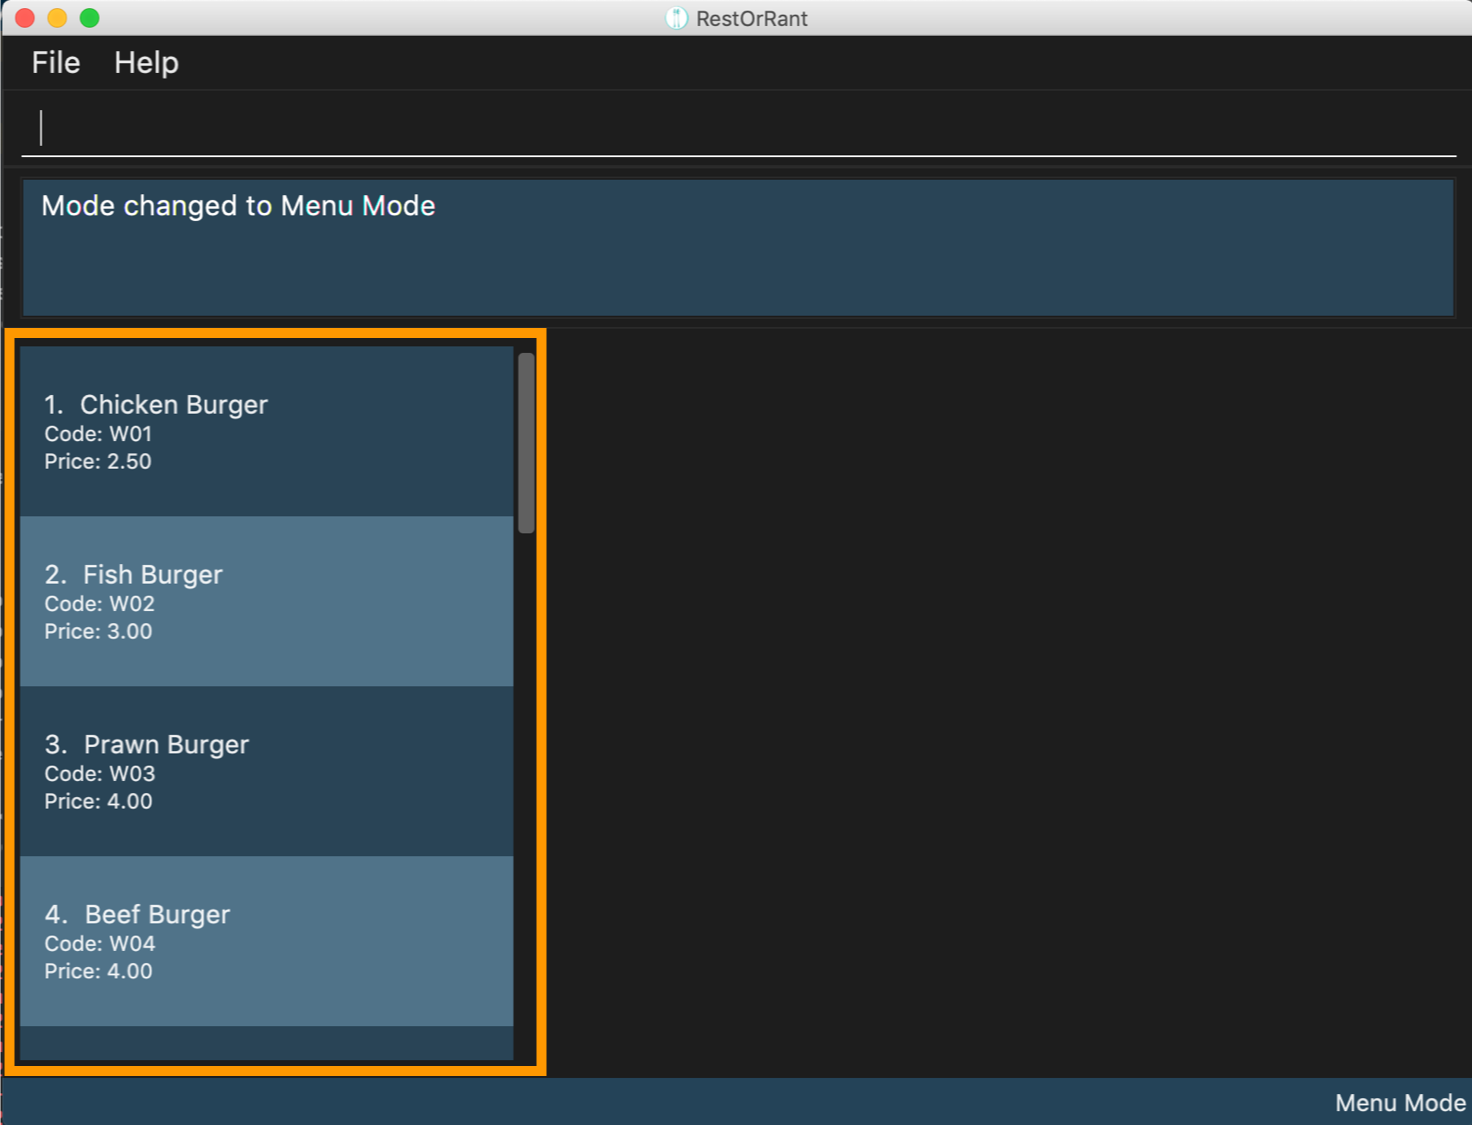 RestOrRant
File Help
Mode changed to Menu Mode
1. Chicken Burger
Code: W01
Price: 2.50
2. Fish Burger
Code: W02
Price: 3.00
3. Prawn Burger
Code: W03
Price: 4.00
4. Beef Burger
Code: W04
Price: 4.00
Menu Mode